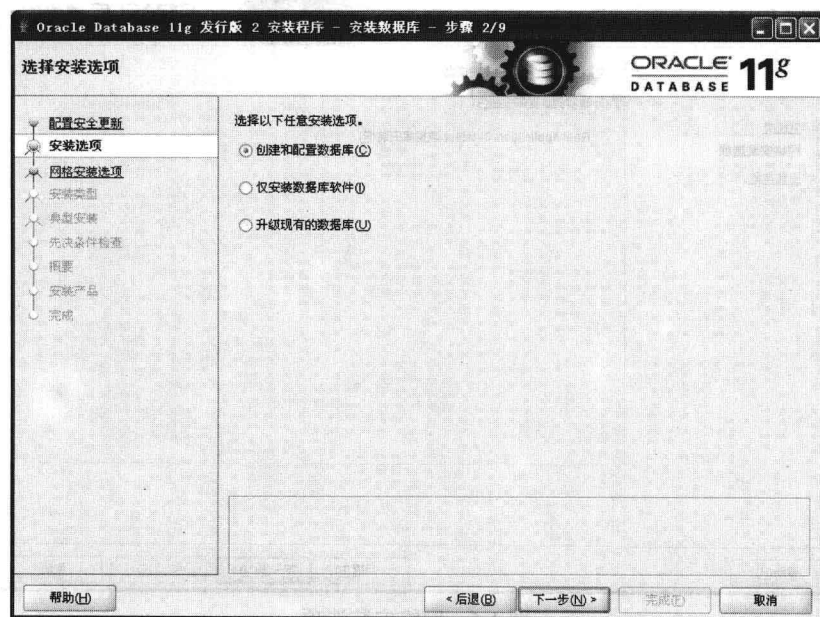 Oracle Database 11g 发行版 2 安装程序 - 安装数据库 - 步骤 2/9
选择安装选项
ORACLE
DATABASE 11g
配置安全更新
安装选项
网格安装选项
安装类型
典型安装
先决条件检查
概要
安装产品
完成
选择以下任意安装选项。
创建和配置数据库(C)
仅安装数据库软件(I)
升级现有的数据库(U)
帮助(H)
< 后退(B)
下一步(N) >
完成(F)
取消